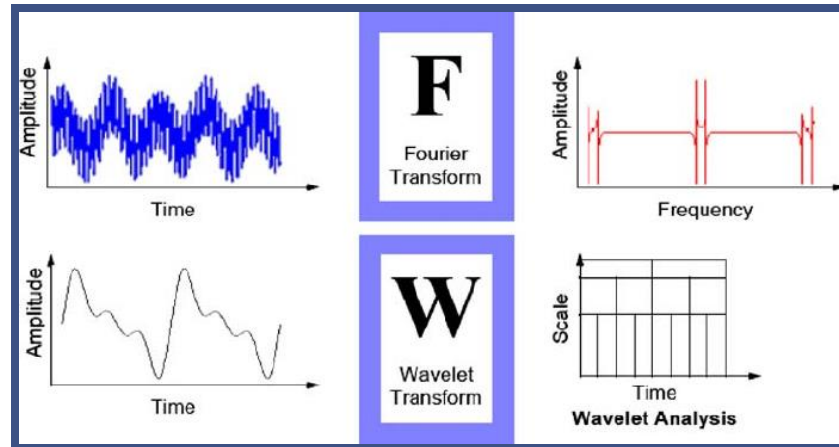 Amplitude
Time
F
Fourier
Transform
Amplitude
Frequency
Amplitude
Time
W
Wavelet
Transform
Scale
Time
Wavelet Analysis